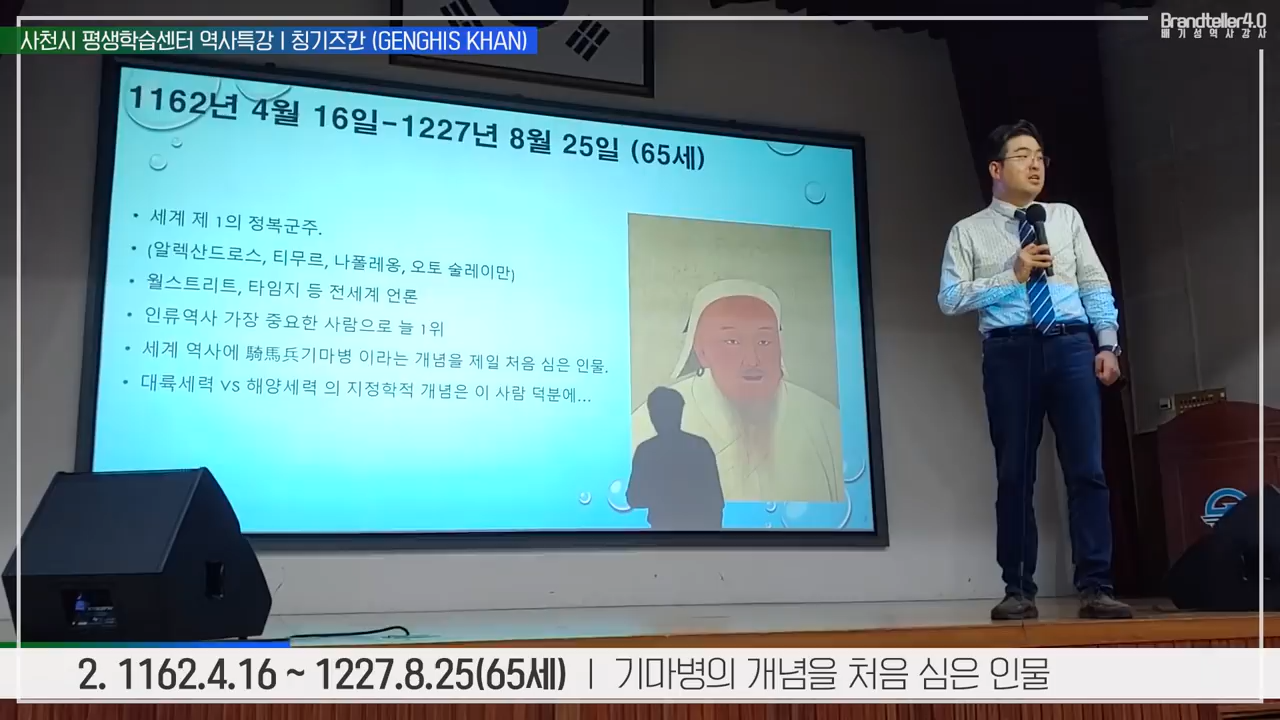 Brandteller4.0
배기성역사강사
사천시 평생학습센터 역사특강 | 칭기즈칸 (GENGHIS KHAN)
1162년 4월 16일-1227년 8월 25일 (65세)
• 세계 제 1의 정복군주.
• (알렉산드로스, 티무르, 나폴레옹, 오토 술레이만)
• 월스트리트, 타임지 등 전세계 언론
• 인류역사 가장 중요한 사람으로 늘 1위
• 세계 역사에 騎馬兵기마병 이라는 개념을 제일 처음 심은 인물.
• 대륙세력 vs 해양세력 의 지정학적 개념은 이 사람 덕분에...
2. 1162.4.16 ~ 1227.8.25(65세) | 기마병의 개념을 처음 심은 인물